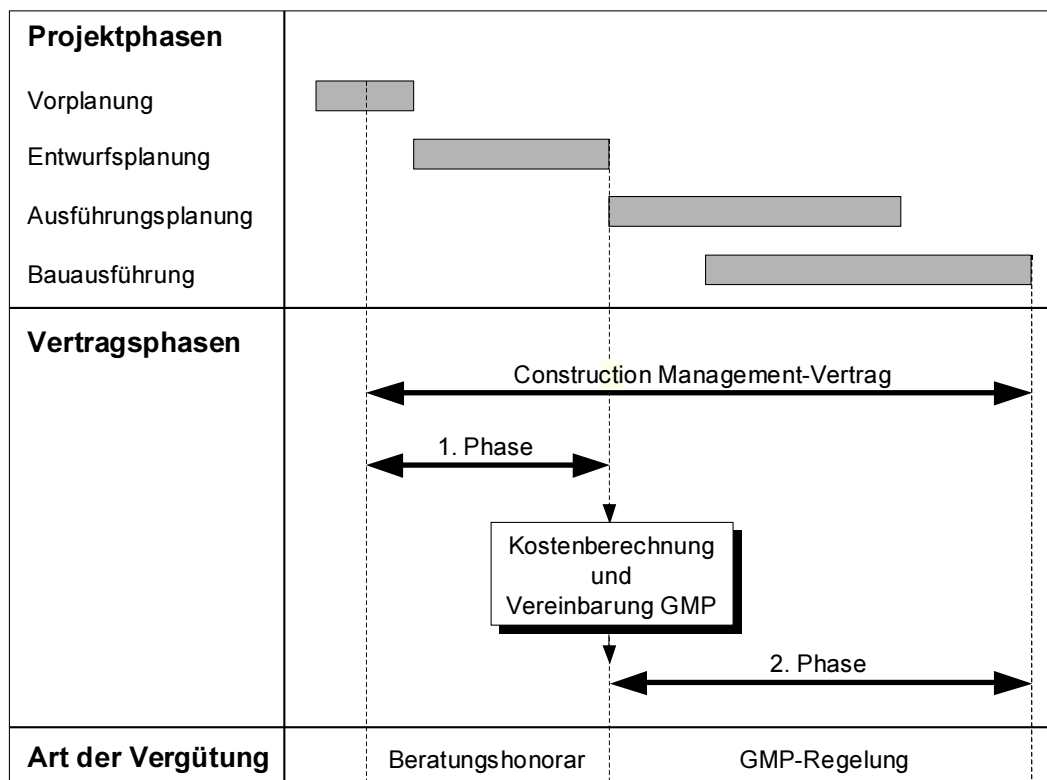 Projektphasen
Vorplanung
Entwurfsplanung
Ausführungsplanung
Bauausführung
Vertragsphasen
Construction Management-Vertrag
1. Phase
Kostenberechnung
und
Vereinbarung GMP
2. Phase
Art der Vergütung
Beratungshonorar
GMP-Regelung